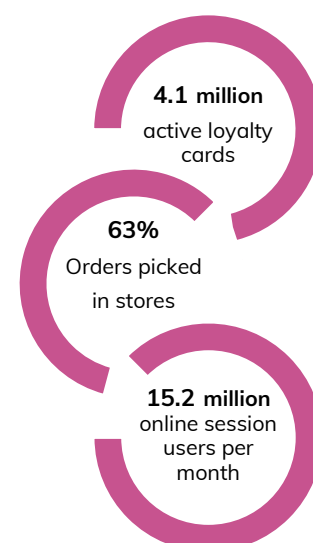 4.1 million
active loyalty
cards
63%
Orders picked
in stores
15.2 million
online session
users per
month